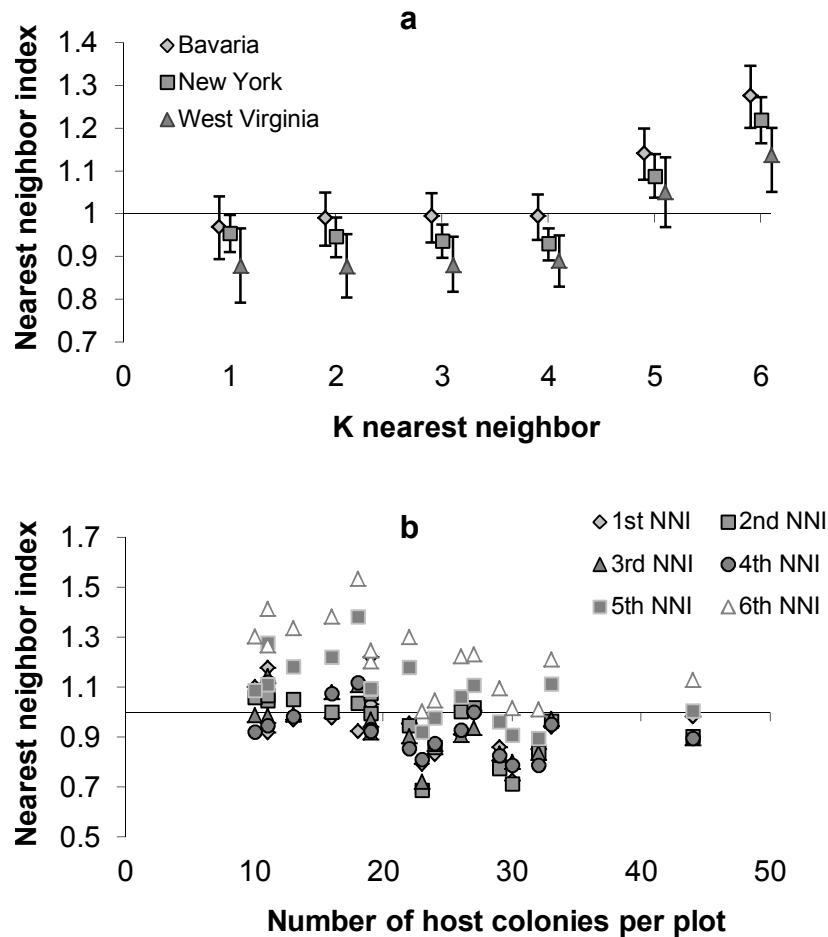 a
Bavaria
New York
West Virginia
Nearest neighbor index
1.4
1.3
1.2
1.1
1
0.9
0.8
0.7
0 1 2 3 4 5 6
K nearest neighbor
b
1st NNI 2nd NNI
3rd NNI 4th NNI
5th NNI 6th NNI
Nearest neighbor index
1.7
1.5
1.3
1.1
0.9
0.7
0.5
0 10 20 30 40 50
Number of host colonies per plot